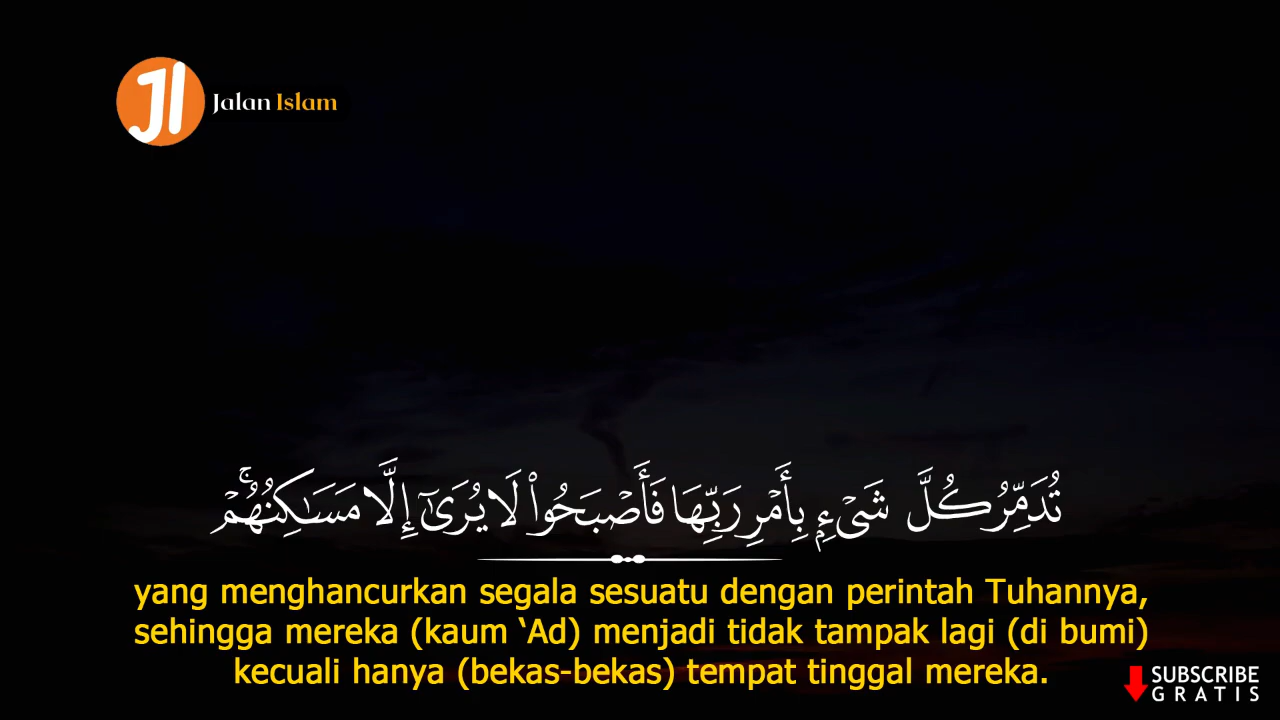 JI
Jalan Islam
تُدَمِّرُ كُلَّ شَىْءٍۭ بِأَمْرِ رَبِّهَا فَأَصْبَحُوا۟ لَا يُرَىٰٓ إِلَّا مَسَـٰكِنُهُمْ ۚ
yang menghancurkan segala sesuatu dengan perintah Tuhannya,
sehingga mereka (kaum ‘Ad) menjadi tidak tampak lagi (di bumi)
kecuali hanya (bekas-bekas) tempat tinggal mereka.
SUBSCRIBE
GRATIS